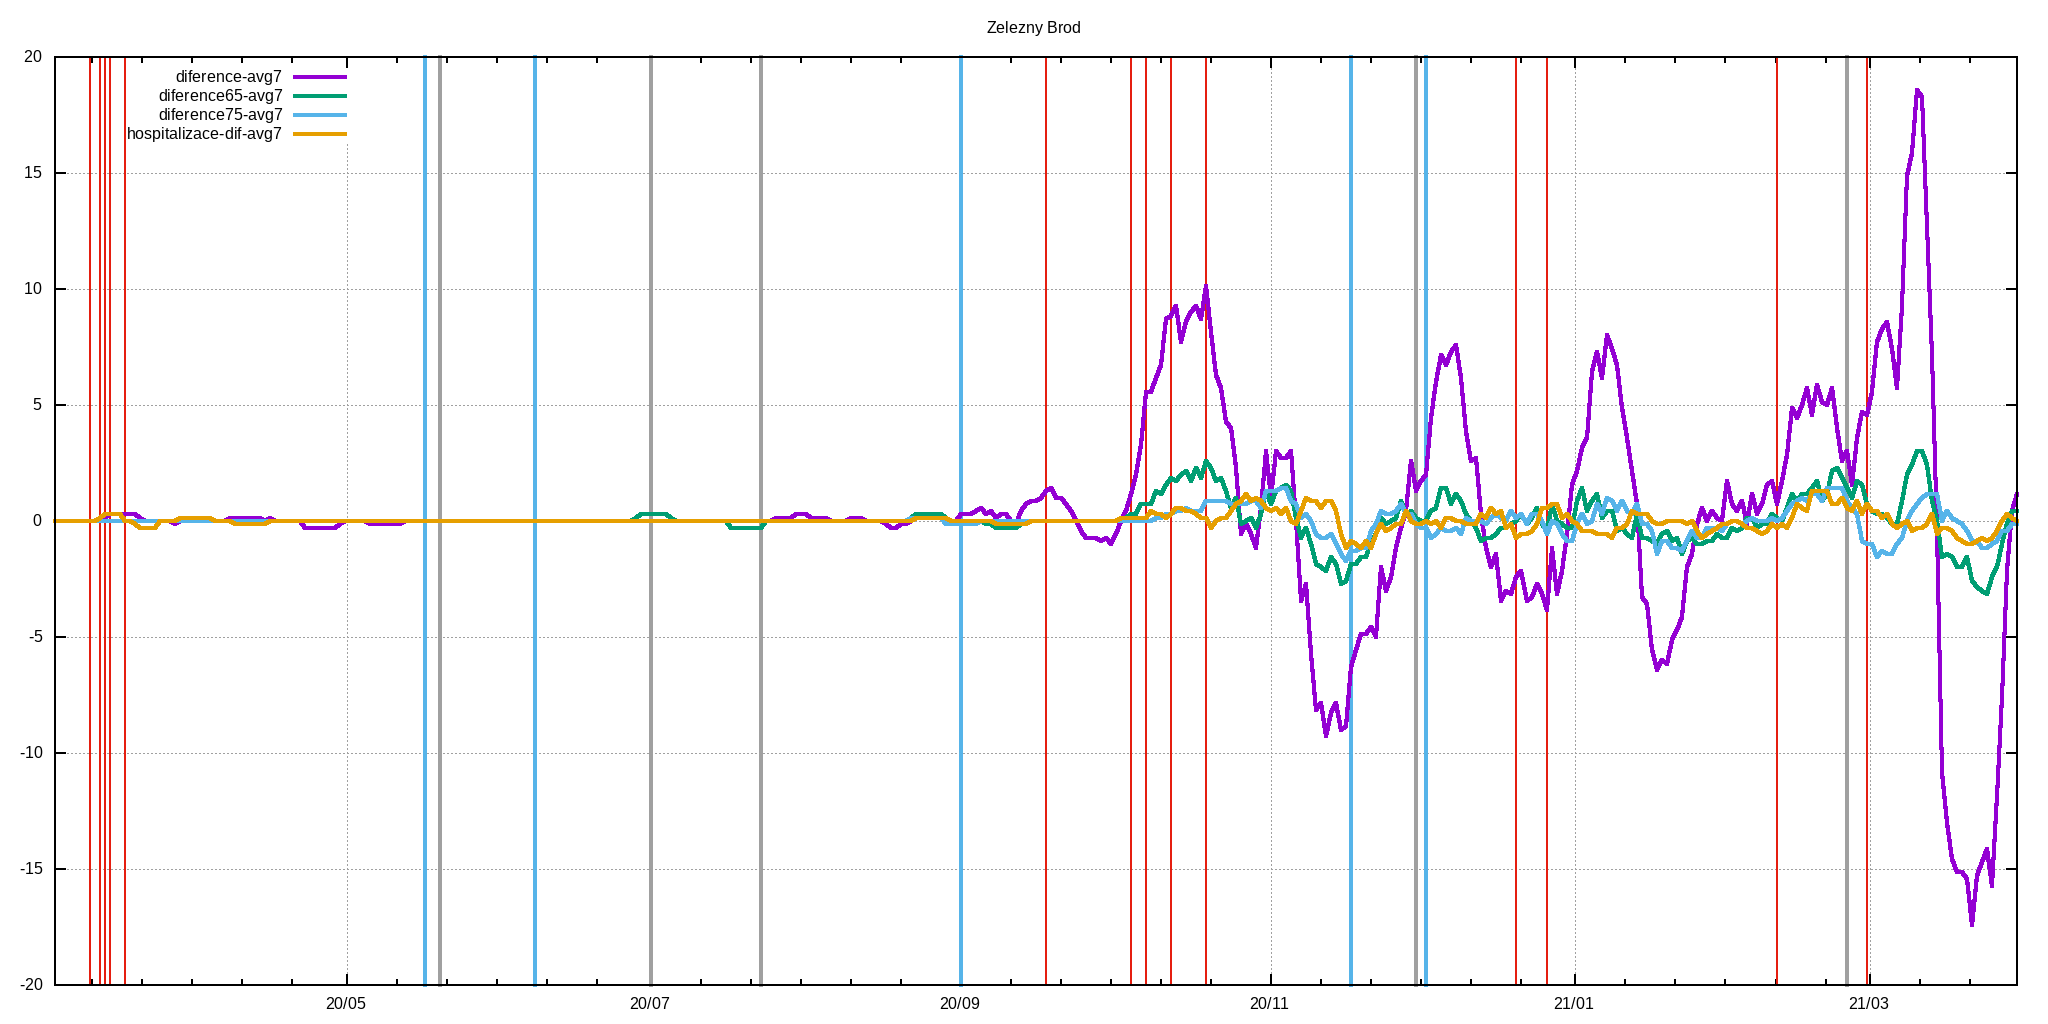 Zelezny Brod
diference-avg7
diference65-avg7
diference75-avg7
hospitalizace-dif-avg7
20
15
10
5
0
-5
-10
-15
-20
20/05 20/07 20/09 20/11 21/01 21/03